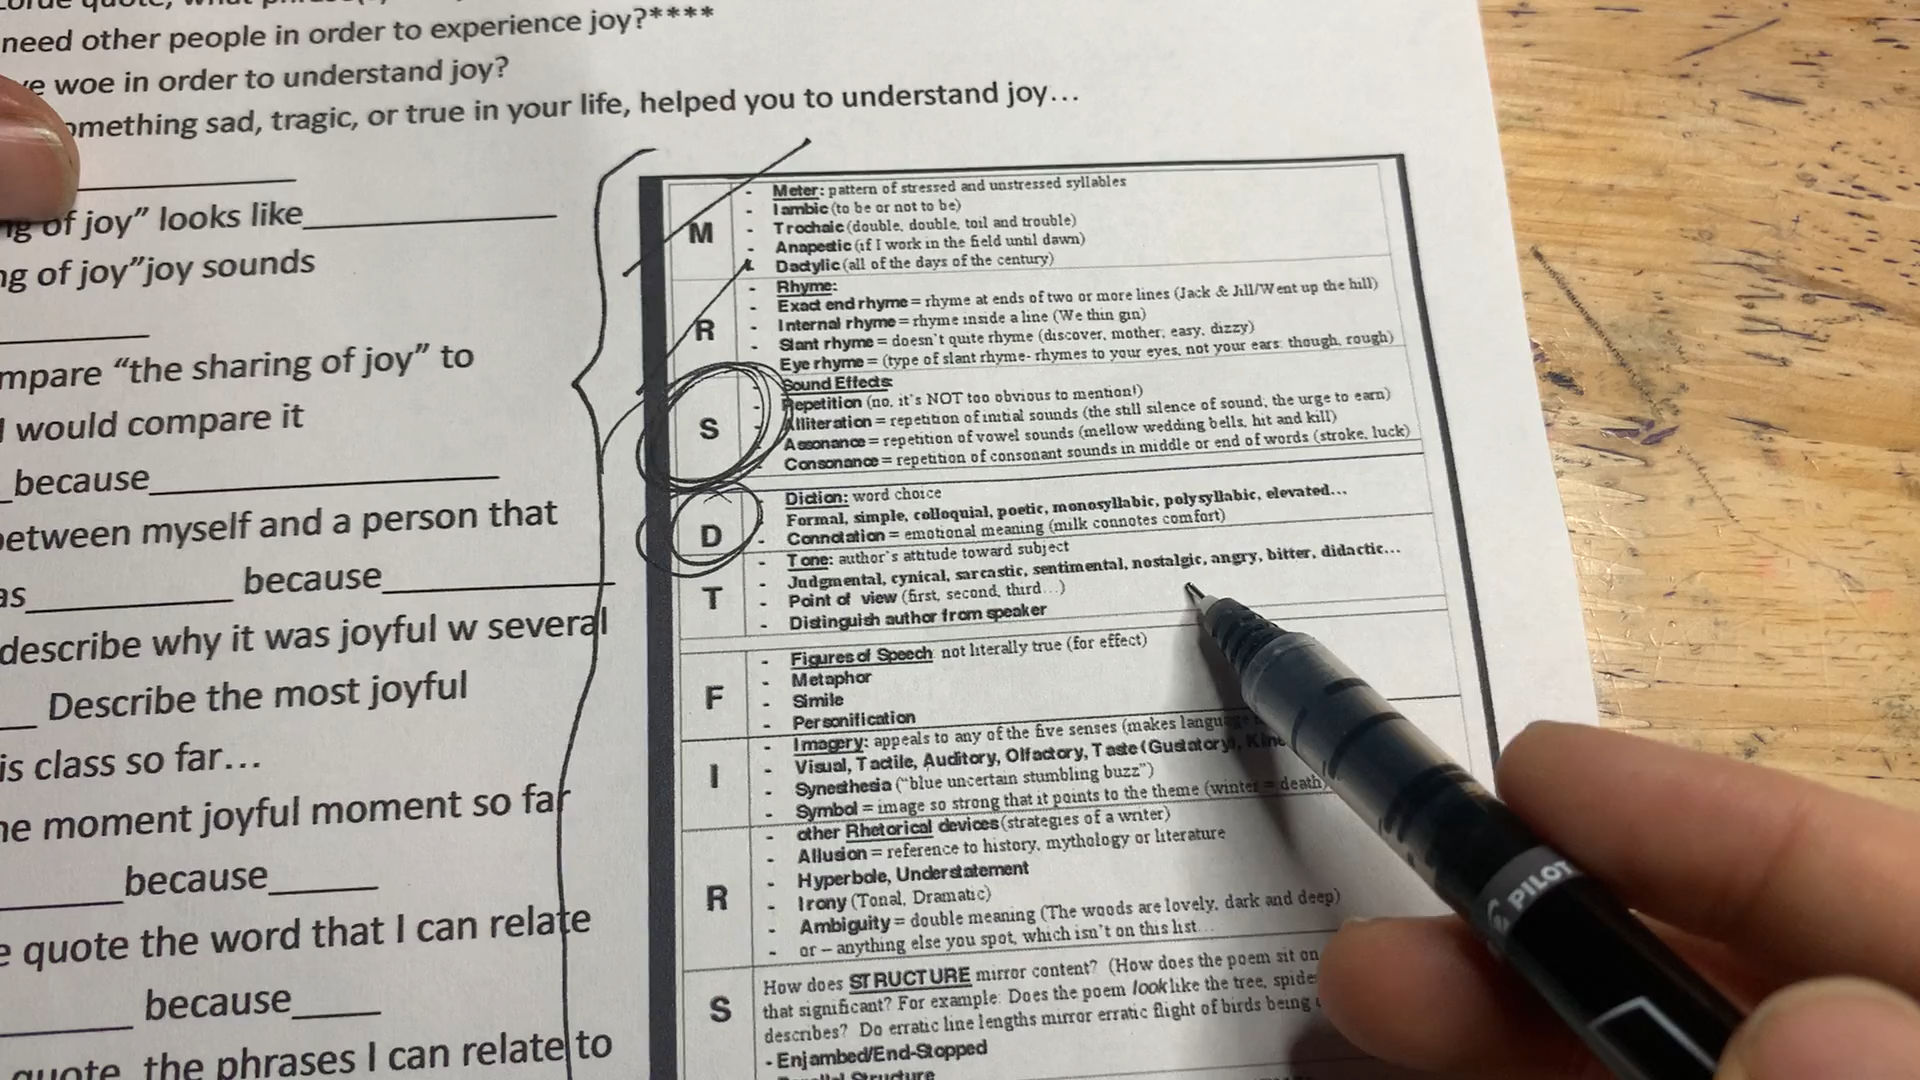 need other people in order to experience joy?****
woe in order to understand joy?
omething sad, tragic, or true in your life, helped you to understand joy...
of joy" looks like
of joy"joy sounds
mpare "the sharing of joy" to
would compare it
because
etween myself and a person that
as because
describe why it was joyful w several
Describe the most joyful
is class so far...
moment joyful moment so far
because
quote the word that I can relate
because
quote, the phrases I can relate to
M
- Meter: pattern of stressed and unstressed syllables
- Iambic (to be or not to be)
- Trochaic (double, double, toil and trouble)
- Anapestic (if I work in the field until dawn)
Dactylic (all of the days of the century)
R
- Rhyme:
- Exact end rhyme = rhyme at ends of two or more lines (Jack & Jill/Went up the hill)
- Internal rhyme = rhyme inside a line (We thin gin)
- Slant rhyme = doesn't quite rhyme (discover, mother, easy, dizzy)
Eye rhyme = (type of slant rhyme- rhymes to your eyes, not your ears: though, rough)
S
Sound Effects:
- Repetition (no, it's NOT too obvious to mention!)
- Alliteration = repetition of initial sounds (the still silence of sound, the urge to earn)
Assonance = repetition of vowel sounds (mellow wedding bells, hit and kill)
Consonance = repetition of consonant sounds in middle or end of words (stroke, luck)
D
Diction: word choice
Formal, simple, colloquial, poetic, monosyllabic, polysyllabic, elevated...
- Connotation = emotional meaning (milk connotes comfort)
T
- Tone: author's attitude toward subject
- Judgmental, cynical, sarcastic, sentimental, nostalgic, angry, bitter, didactic...
- Point of view (first, second, third...)
- Distinguish author from speaker
F
- Figures of Speech: not literally true (for effect)
- Metaphor
- Simile
- Personification
I
- Imagery: appeals to any of the five senses (makes langu
- Visual, Tactile, Auditory, Olfactory, Taste (Gustatory), Kine
- Synesthesia ("blue uncertain stumbling buzz")
- Symbol = image so strong that it points to the theme (winter = death)
R
- other Rhetorical devices (strategies of a writer)
- Allusion = reference to history, mythology or literature
- Hyperbole, Understatement
- Irony (Tonal, Dramatic)
- Ambiguity = double meaning (The woods are lovely, dark and deep)
- or – anything else you spot, which isn't on this list...
S
How does STRUCTURE mirror content? (How does the poem sit on
that significant? For example: Does the poem look like the tree, spide
describes? Do erratic line lengths mirror erratic flight of birds being
- Enjambed/End-Stopped
Structure
PILOT